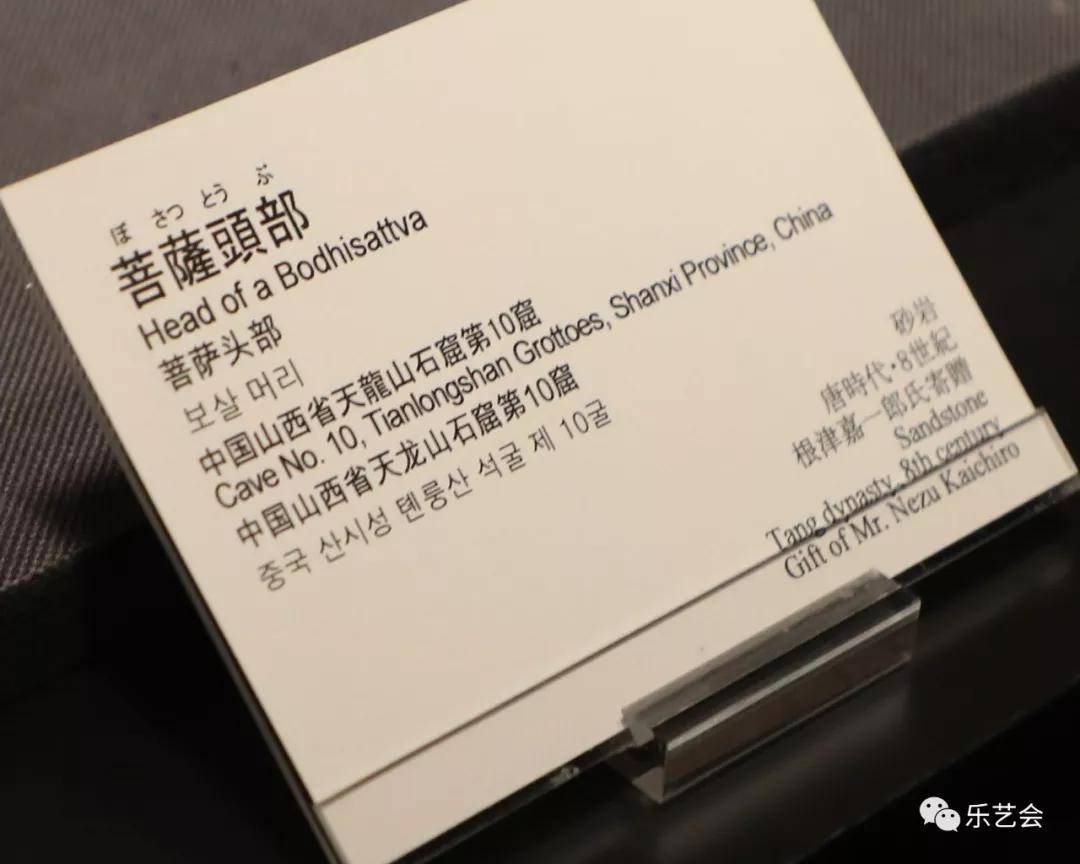 ぼ さつ とう ぶ
菩薩頭部
Head of a Bodhisattva
菩萨头部
보살 머리
中国山西省天龍山石窟第10窟
Cave No. 10, Tianlongshan Grottoes, Shanxi Province, China
中国山西省天龙山石窟第10窟
중국 산시성 톈룽산 석굴 제 10굴
砂岩
唐時代・8世紀
根津嘉一郎氏寄贈
Sandstone
Tang dynasty, 8th century
Gift of Mr. Nezu Kaichiro
乐艺会